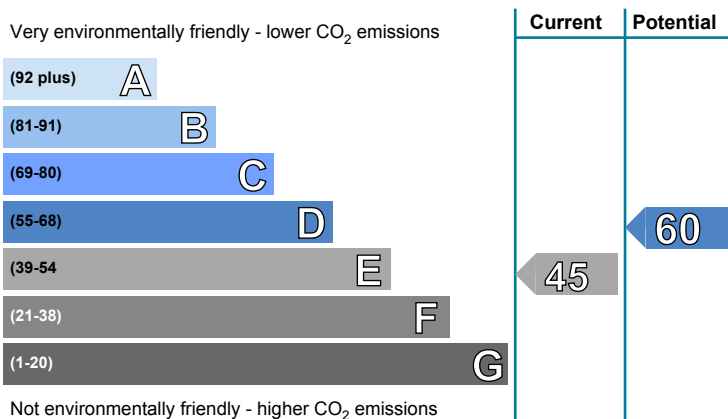 Very environmentally friendly - lower CO2 emissions
Current
Potential
(92 plus) A
(81-91) B
(69-80) C
(55-68) D
60
(39-54 E
45
(21-38) F
(1-20) G
Not environmentally friendly - higher CO2 emissions